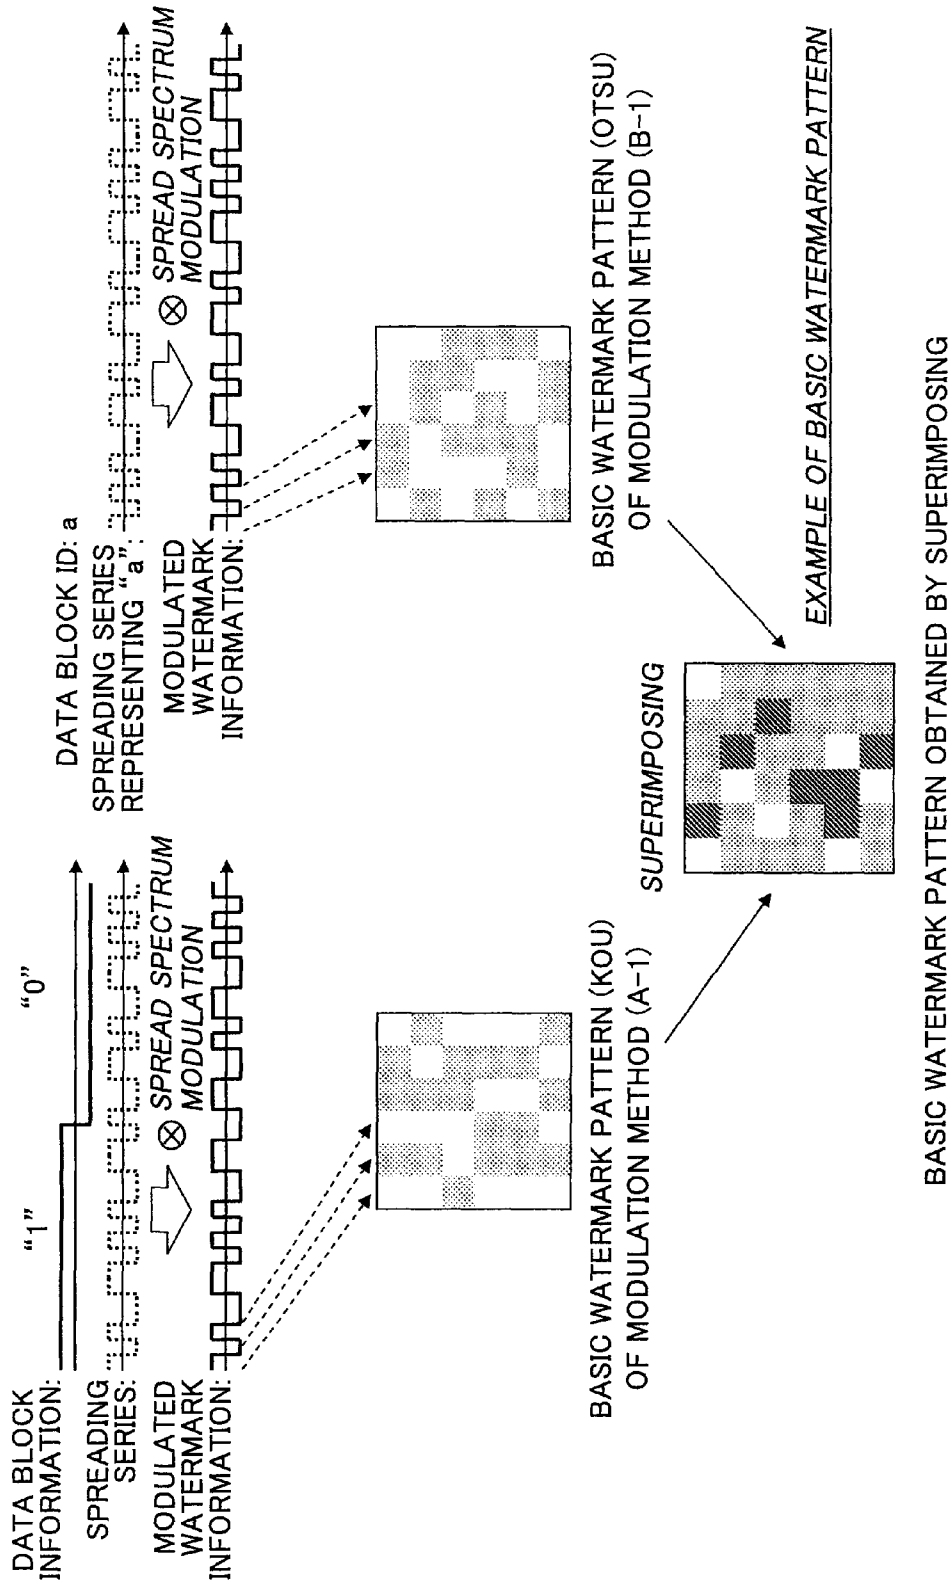 DATA BLOCK
INFORMATION:
“1”
“0”
SPREADING
SERIES:
⊗ SPREAD SPECTRUM
MODULATION
MODULATED
WATERMARK
INFORMATION:
BASIC WATERMARK PATTERN (KOU)
OF MODULATION METHOD (A-1)
DATA BLOCK ID: a
SPREADING SERIES
REPRESENTING “a”:
⊗ SPREAD SPECTRUM
MODULATION
MODULATED
WATERMARK
INFORMATION:
BASIC WATERMARK PATTERN (OTSU)
OF MODULATION METHOD (B-1)
SUPERIMPOSING
EXAMPLE OF BASIC WATERMARK PATTERN
BASIC WATERMARK PATTERN OBTAINED BY SUPERIMPOSING